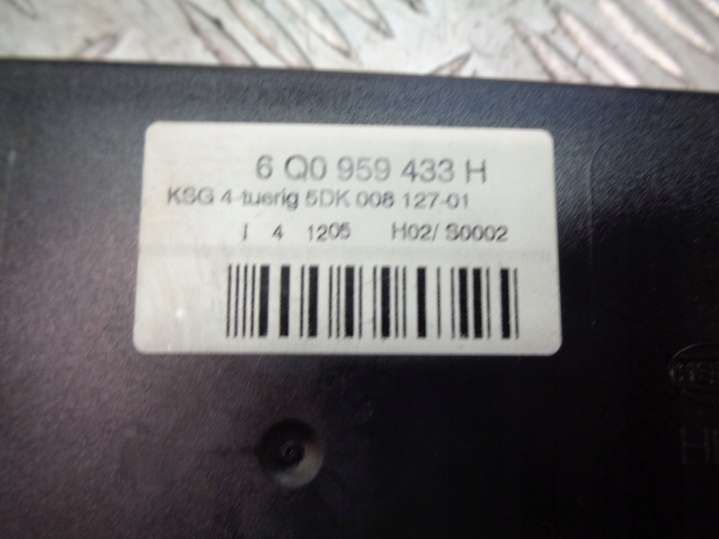 6 Q0 959 433 H
KSG 4-tuerig 5DK 008 127-01
I 4 1205 H02/ S0002